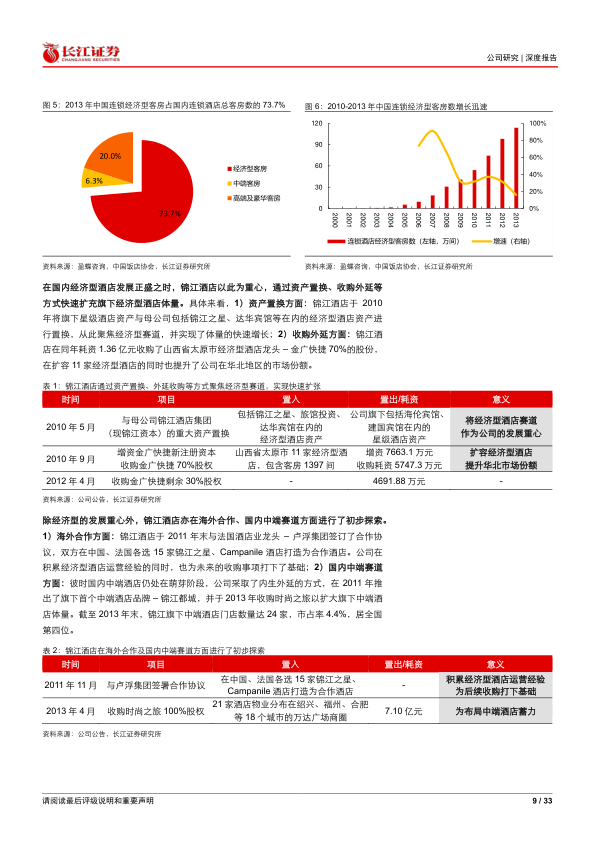 长江证券
CHANGJIANG SECURITIES
公司研究 | 深度报告
图 5：2013 年中国连锁经济型客房占国内连锁酒店总客房数的 73.7%
20.0%
6.3%
73.7%
经济型客房
中端客房
高端及豪华客房
资料来源：盈蝶咨询，中国饭店协会，长江证券研究所
图 6：2010-2013 年中国连锁经济型客房数增长迅速
120
90
60
30
0
100%
80%
60%
40%
20%
0%
2000
2001
2002
2003
2004
2005
2006
2007
2008
2009
2010
2011
2012
2013
连锁酒店经济型客房数（左轴，万间）
增速（右轴）
资料来源：盈蝶咨询，中国饭店协会，长江证券研究所
在国内经济型酒店发展正盛之时，锦江酒店以此为重心，通过资产置换、收购外延等
方式快速扩充旗下经济型酒店体量。具体来看，1）资产置换方面：锦江酒店于 2010
年将旗下星级酒店资产与母公司包括锦江之星、达华宾馆等在内的经济型酒店资产进
行置换，从此聚焦经济型赛道，并实现了体量的快速增长；2）收购外延方面：锦江酒
店在同年耗资 1.36 亿元收购了山西省太原市经济型酒店龙头 – 金广快捷 70%的股份，
在扩容 11 家经济型酒店的同时也提升了公司在华北地区的市场份额。
表 1：锦江酒店通过资产置换、外延收购等方式聚焦经济型赛道，实现快速扩张
时间 项目 置入 置出/耗资 意义
2010 年 5 月 与母公司锦江酒店集团（现锦江资本）的重大资产置换 包括锦江之星、旅馆投资、达华宾馆在内的经济型酒店资产 公司旗下包括海伦宾馆、建国宾馆在内的星级酒店资产 将经济型酒店赛道作为公司的发展重心
2010 年 9 月 增资金广快捷新注册资本 收购金广快捷 70%股权 山西省太原市 11 家经济型酒店，包含客房 1397 间 增资 7663.1 万元 收购耗资 5747.3 万元 扩容经济型酒店 提升华北市场份额
2012 年 4 月 收购金广快捷剩余 30%股权 - 4691.88 万元 -
资料来源：公司公告，长江证券研究所
除经济型的发展重心外，锦江酒店亦在海外合作、国内中端赛道方面进行了初步探索。
1）海外合作方面：锦江酒店于 2011 年末与法国酒店业龙头 – 卢浮集团签订了合作协
议，双方在中国、法国各选 15 家锦江之星、Campanile 酒店打造为合作酒店。公司在
积累经济型酒店运营经验的同时，也为未来的收购事项打下了基础；2）国内中端赛道
方面：彼时国内中端酒店仍处在萌芽阶段，公司采取了内生外延的方式，在 2011 年推
出了旗下首个中端酒店品牌 – 锦江都城，并于 2013 年收购时尚之旅以扩大旗下中端酒
店体量。截至 2013 年末，锦江旗下中端酒店门店数量达 24 家，市占率 4.4%，居全国
第四位。
表 2：锦江酒店在海外合作及国内中端赛道方面进行了初步探索
时间 项目 置入 置出/耗资 意义
2011 年 11 月 与卢浮集团签署合作协议 在中国、法国各选 15 家锦江之星、Campanile 酒店打造为合作酒店 - 积累经济型酒店运营经验 为后续收购打下基础
2013 年 4 月 收购时尚之旅 100%股权 21 家酒店物业分布在绍兴、福州、合肥等 18 个城市的万达广场商圈 7.10 亿元 为布局中端酒店蓄力
资料来源：公司公告，长江证券研究所
请阅读最后评级说明和重要声明
9 / 33